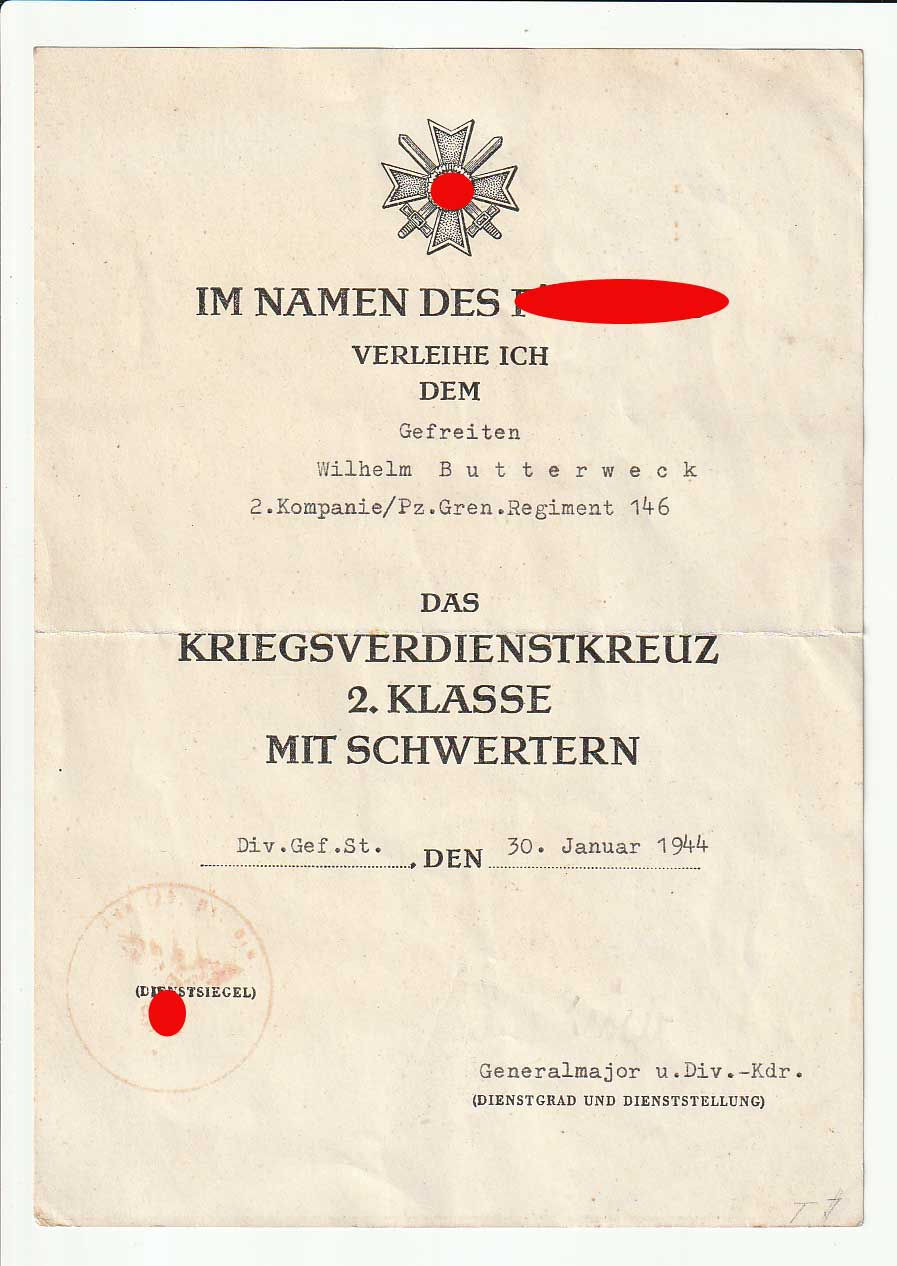 IM NAMEN DES
VERLEIHE ICH
DEM
Gefreiten
Wilhelm B u t t e r w e c k
2.Kompanie/Pz.Gren.Regiment 146
DAS
KRIEGSVERDIENSTKREUZ
2. KLASSE
MIT SCHWERTERN
Div.Gef.St. , DEN 30. Januar 1944
(DIENSTSIEGEL)
Generalmajor u.Div.-Kdr.
(DIENSTGRAD UND DIENSTSTELLUNG)